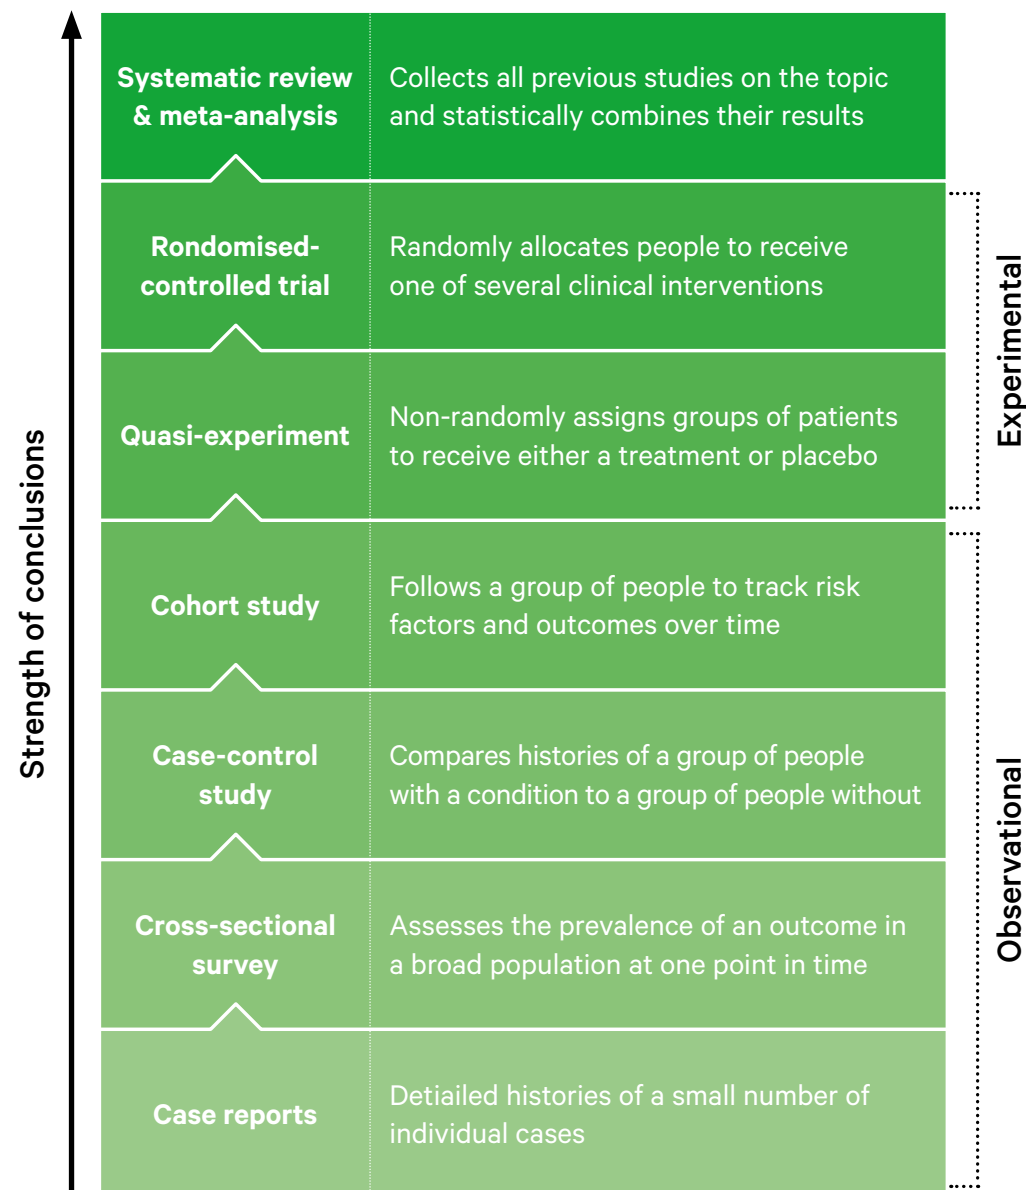 Strength of conclusions
Systematic review
& meta-analysis
Collects all previous studies on the topic
and statistically combines their results
Rondomised-
controlled trial
Randomly allocates people to receive
one of several clinical interventions
Quasi-experiment
Non-randomly assigns groups of patients
to receive either a treatment or placebo
Experimental
Cohort study
Follows a group of people to track risk
factors and outcomes over time
Case-control
study
Compares histories of a group of people
with a condition to a group of people without
Cross-sectional
survey
Assesses the prevalence of an outcome in
a broad population at one point in time
Case reports
Detiailed histories of a small number of
individual cases
Observational